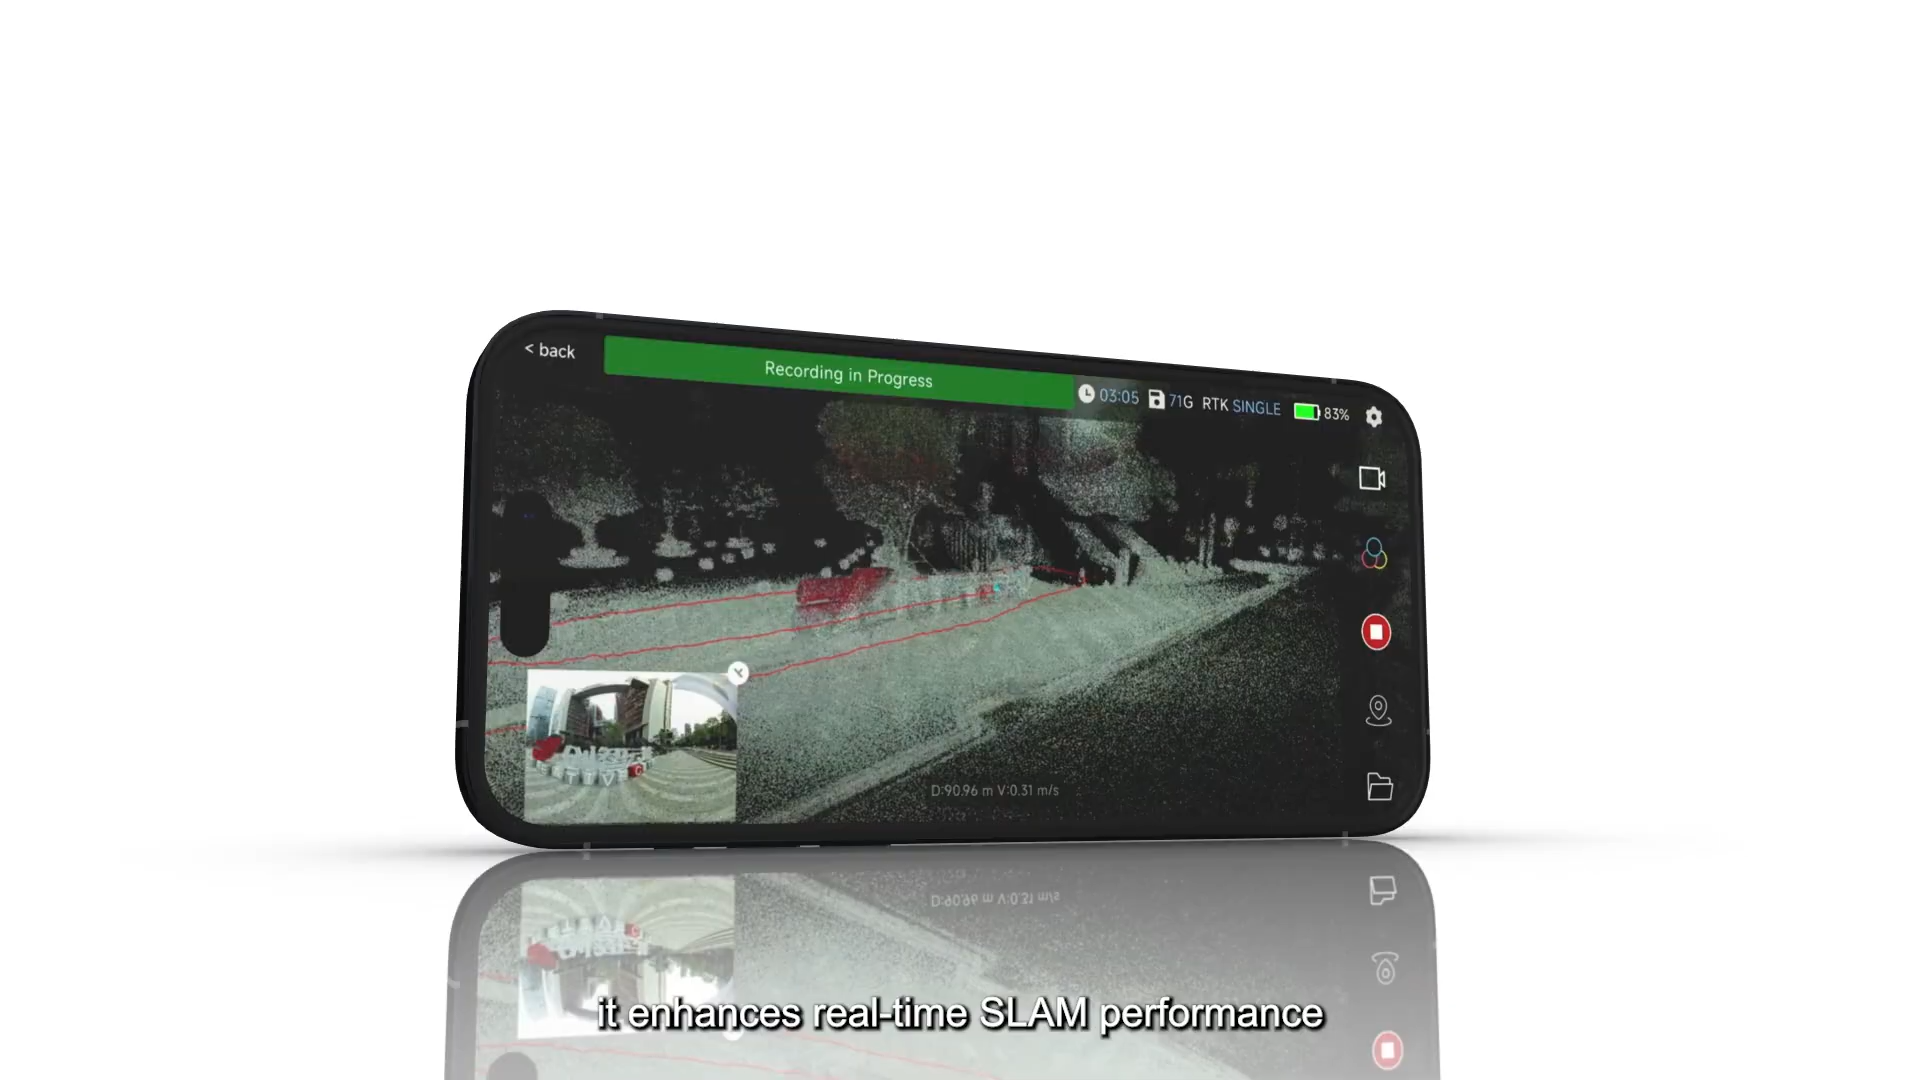 < back
Recording in Progress
03:05 71G RTK SINGLE 83%
D:90.96 m V:0.31 m/s
it enhances real-time SLAM performance